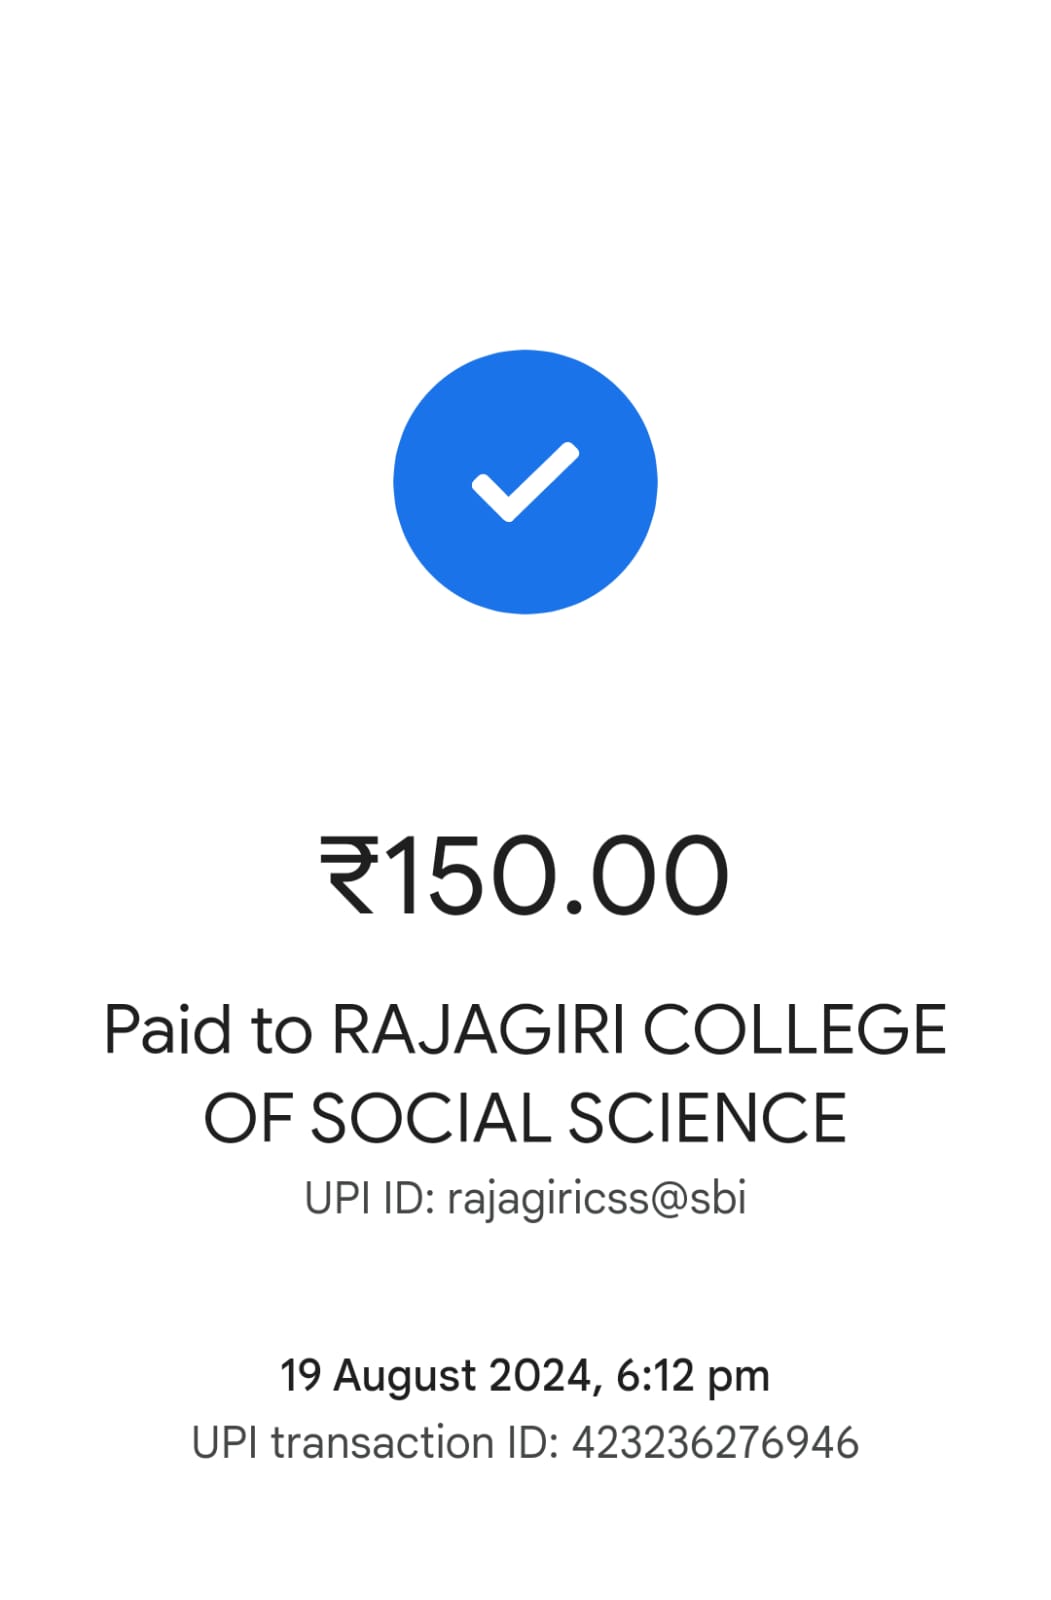 ₹150.00
Paid to RAJAGIRI COLLEGE
OF SOCIAL SCIENCE
UPI ID: rajagiricss@sbi
19 August 2024, 6:12 pm
UPI transaction ID: 423236276946